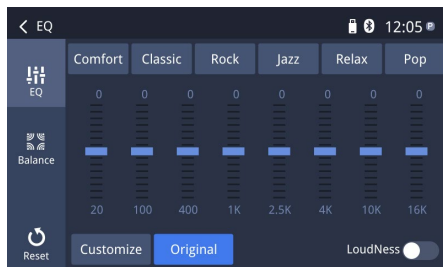 EQ 12:05 P
Comfort Classic Rock Jazz Relax Pop
EQ
0 0 0 0 0 0 0 0
Balance
20 100 400 1K 2.5K 4K 10K 16K
Reset
Customize Original LoudNess